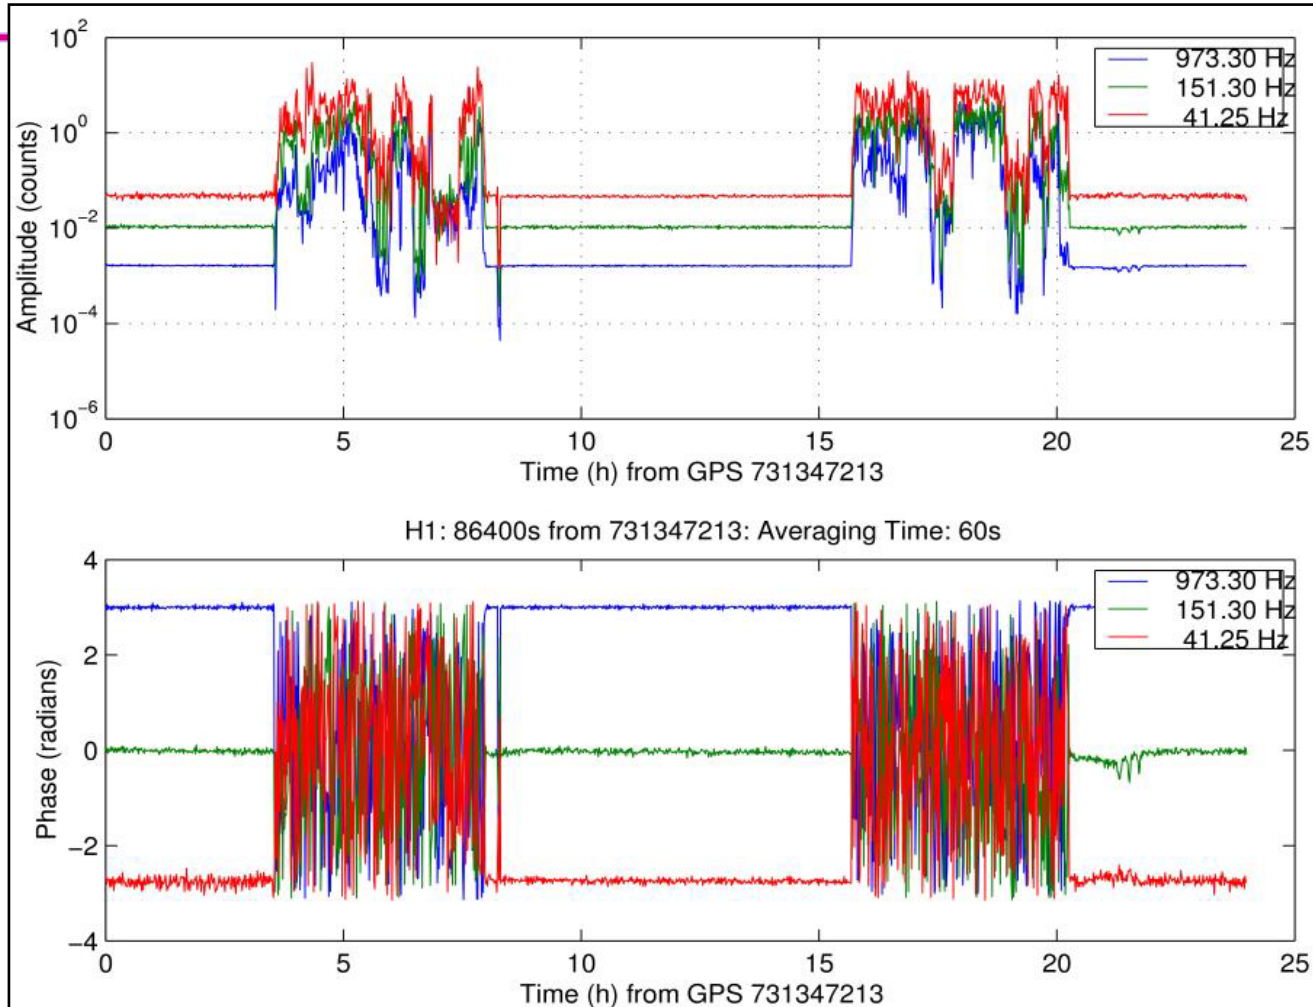 10^2
10^0
10^−2
10^−4
10^−6
Amplitude (counts)
973.30 Hz
151.30 Hz
41.25 Hz
0 5 10 15 20 25
Time (h) from GPS 731347213
H1: 86400s from 731347213: Averaging Time: 60s
4
2
0
−2
−4
Phase (radians)
973.30 Hz
151.30 Hz
41.25 Hz
0 5 10 15 20 25
Time (h) from GPS 731347213